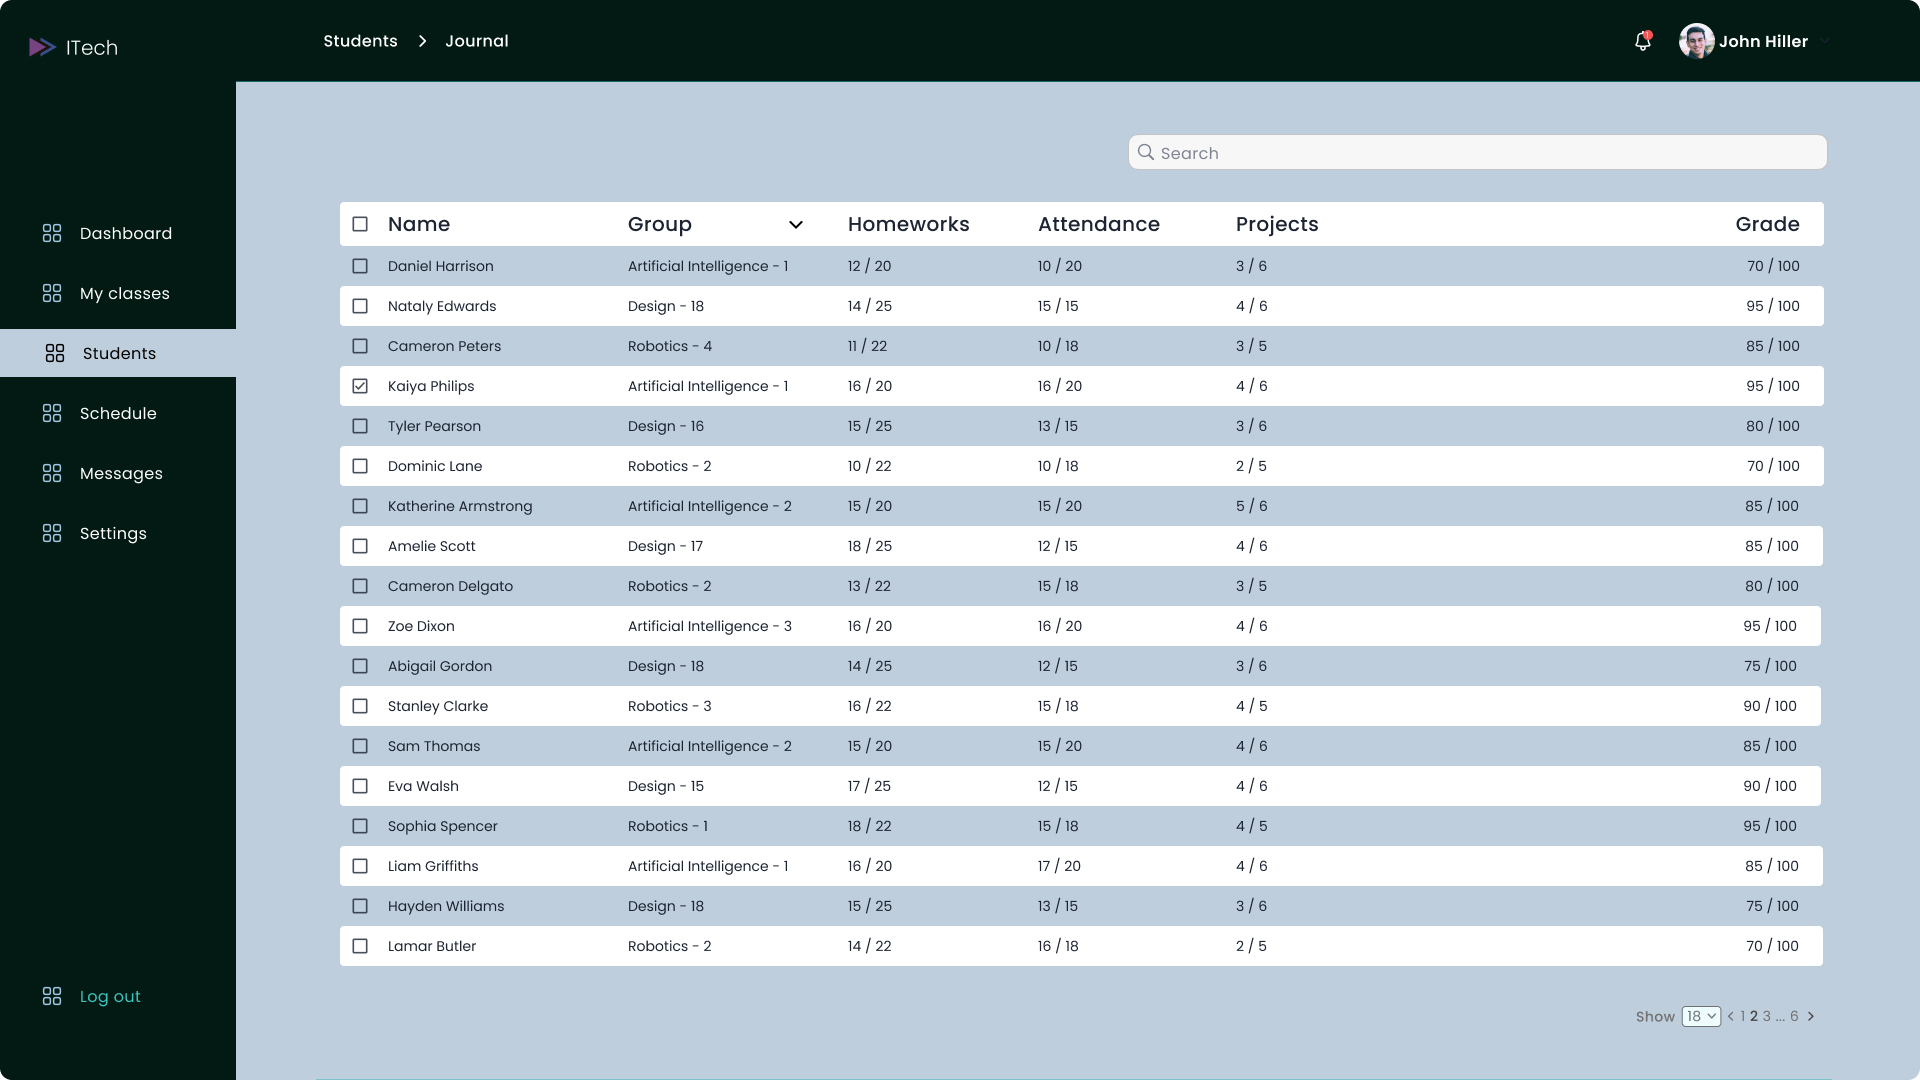 ITech
Students > Journal
1
John Hiller
Search
Dashboard
My classes
Students
Schedule
Messages
Settings
Log out
Name Group Homeworks Attendance Projects Grade
Daniel Harrison Artificial Intelligence - 1 12 / 20 10 / 20 3 / 6 70 / 100
Nataly Edwards Design - 18 14 / 25 15 / 15 4 / 6 95 / 100
Cameron Peters Robotics - 4 11 / 22 10 / 18 3 / 5 85 / 100
Kaiya Philips Artificial Intelligence - 1 16 / 20 16 / 20 4 / 6 95 / 100
Tyler Pearson Design - 16 15 / 25 13 / 15 3 / 6 80 / 100
Dominic Lane Robotics - 2 10 / 22 10 / 18 2 / 5 70 / 100
Katherine Armstrong Artificial Intelligence - 2 15 / 20 15 / 20 5 / 6 85 / 100
Amelie Scott Design - 17 18 / 25 12 / 15 4 / 6 85 / 100
Cameron Delgato Robotics - 2 13 / 22 15 / 18 3 / 5 80 / 100
Zoe Dixon Artificial Intelligence - 3 16 / 20 16 / 20 4 / 6 95 / 100
Abigail Gordon Design - 18 14 / 25 12 / 15 3 / 6 75 / 100
Stanley Clarke Robotics - 3 16 / 22 15 / 18 4 / 5 90 / 100
Sam Thomas Artificial Intelligence - 2 15 / 20 15 / 20 4 / 6 85 / 100
Eva Walsh Design - 15 17 / 25 12 / 15 4 / 6 90 / 100
Sophia Spencer Robotics - 1 18 / 22 15 / 18 4 / 5 95 / 100
Liam Griffiths Artificial Intelligence - 1 16 / 20 17 / 20 4 / 6 85 / 100
Hayden Williams Design - 18 15 / 25 13 / 15 3 / 6 75 / 100
Lamar Butler Robotics - 2 14 / 22 16 / 18 2 / 5 70 / 100
Show 18 < 1 2 3 ... 6 >